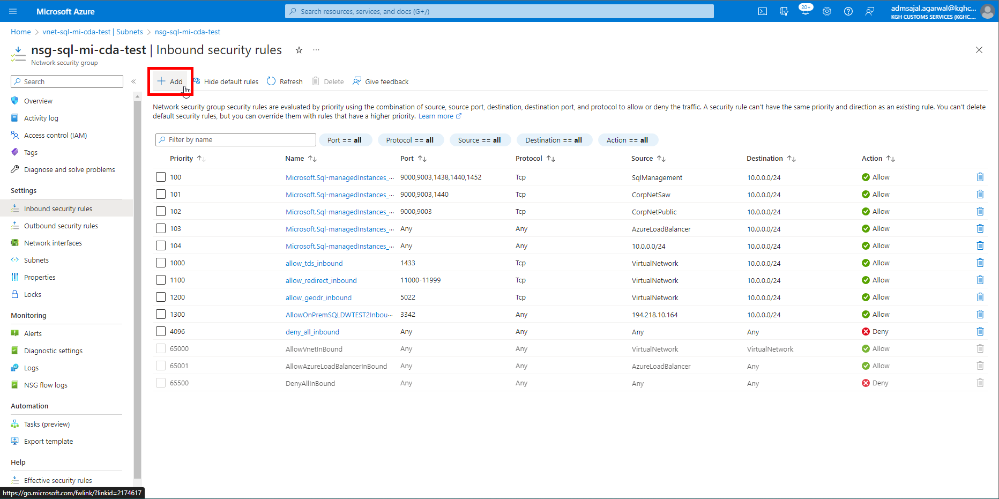 Microsoft Azure
Search resources, services, and docs (G+/)
20+
admsajal.agarwal@kghc...
KGH CUSTOMS SERVICES (KGHC....
Home > vnet-sql-mi-cda-test | Subnets > nsg-sql-mi-cda-test
nsg-sql-mi-cda-test | Inbound security rules
Network security group
Search
Overview
Activity log
Access control (IAM)
Tags
Diagnose and solve problems
Settings
Inbound security rules
Outbound security rules
Network interfaces
Subnets
Properties
Locks
Monitoring
Alerts
Diagnostic settings
Logs
NSG flow logs
Automation
Tasks (preview)
Export template
Help
Effective security rules
https://go.microsoft.com/fwlink/?linkid=2174617
Add Hide default rules Refresh Delete Give feedback
Network security group security rules are evaluated by priority using the combination of source, source port, destination, destination port, and protocol to allow or deny the traffic. A security rule can't have the same priority and direction as an existing rule. You can't delete
default security rules, but you can override them with rules that have a higher priority. Learn more
Filter by name Port == all Protocol == all Source == all Destination == all Action == all
Priority Name Port Protocol Source Destination Action
100 Microsoft.Sql-managedInstances_... 9000,9003,1438,1440,1452 Tcp SqlManagement 10.0.0.0/24 Allow
101 Microsoft.Sql-managedInstances_... 9000,9003,1440 Tcp CorpNetSaw 10.0.0.0/24 Allow
102 Microsoft.Sql-managedInstances_... 9000,9003 Tcp CorpNetPublic 10.0.0.0/24 Allow
103 Microsoft.Sql-managedInstances_... Any Any AzureLoadBalancer 10.0.0.0/24 Allow
104 Microsoft.Sql-managedInstances_... Any Any 10.0.0.0/24 10.0.0.0/24 Allow
1000 allow_tds_inbound 1433 Tcp VirtualNetwork 10.0.0.0/24 Allow
1100 allow_redirect_inbound 11000-11999 Tcp VirtualNetwork 10.0.0.0/24 Allow
1200 allow_geodr_inbound 5022 Tcp VirtualNetwork 10.0.0.0/24 Allow
1300 AllowOnPremSQLDWTEST2Inbou... 3342 Any 194.218.10.164 10.0.0.0/24 Allow
4096 deny_all_inbound Any Any Any Any Deny
65000 AllowVnetInBound Any Any VirtualNetwork VirtualNetwork Allow
65001 AllowAzureLoadBalancerInBound Any Any AzureLoadBalancer Any Allow
65500 DenyAllInBound Any Any Any Any Deny